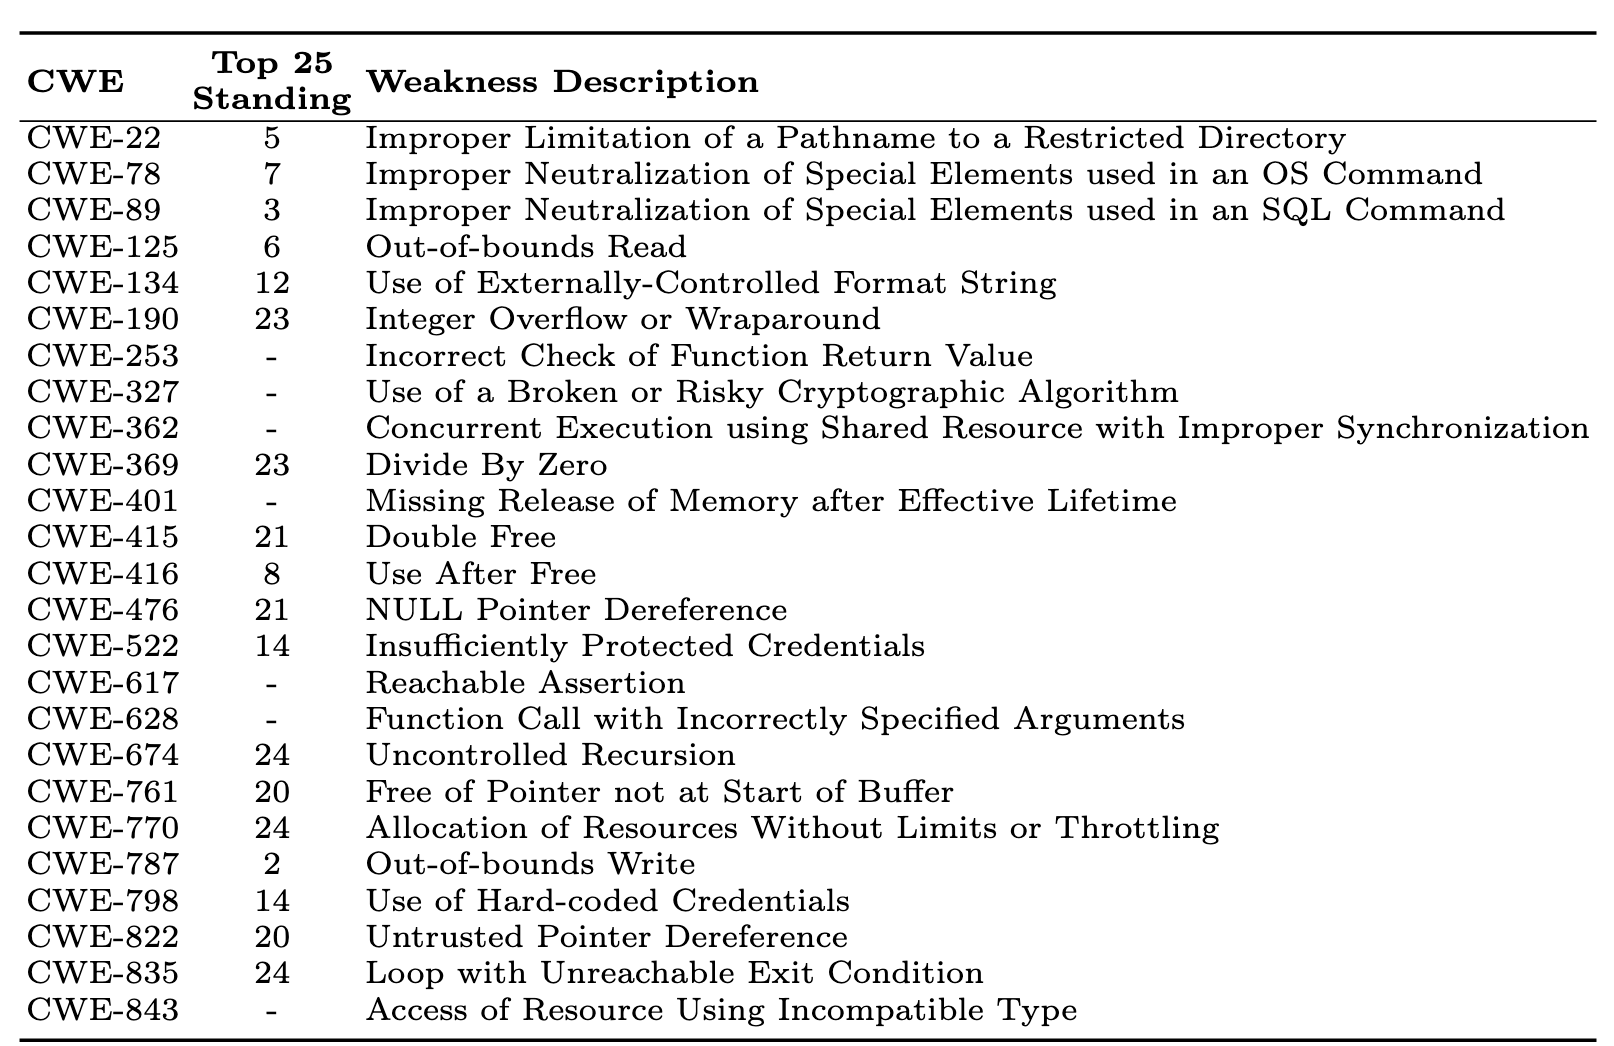 CWE Top 25 Standing Weakness Description
CWE-22 5 Improper Limitation of a Pathname to a Restricted Directory
CWE-78 7 Improper Neutralization of Special Elements used in an OS Command
CWE-89 3 Improper Neutralization of Special Elements used in an SQL Command
CWE-125 6 Out-of-bounds Read
CWE-134 12 Use of Externally-Controlled Format String
CWE-190 23 Integer Overflow or Wraparound
CWE-253 - Incorrect Check of Function Return Value
CWE-327 - Use of a Broken or Risky Cryptographic Algorithm
CWE-362 - Concurrent Execution using Shared Resource with Improper Synchronization
CWE-369 23 Divide By Zero
CWE-401 - Missing Release of Memory after Effective Lifetime
CWE-415 21 Double Free
CWE-416 8 Use After Free
CWE-476 21 NULL Pointer Dereference
CWE-522 14 Insufficiently Protected Credentials
CWE-617 - Reachable Assertion
CWE-628 - Function Call with Incorrectly Specified Arguments
CWE-674 24 Uncontrolled Recursion
CWE-761 20 Free of Pointer not at Start of Buffer
CWE-770 24 Allocation of Resources Without Limits or Throttling
CWE-787 2 Out-of-bounds Write
CWE-798 14 Use of Hard-coded Credentials
CWE-822 20 Untrusted Pointer Dereference
CWE-835 24 Loop with Unreachable Exit Condition
CWE-843 - Access of Resource Using Incompatible Type